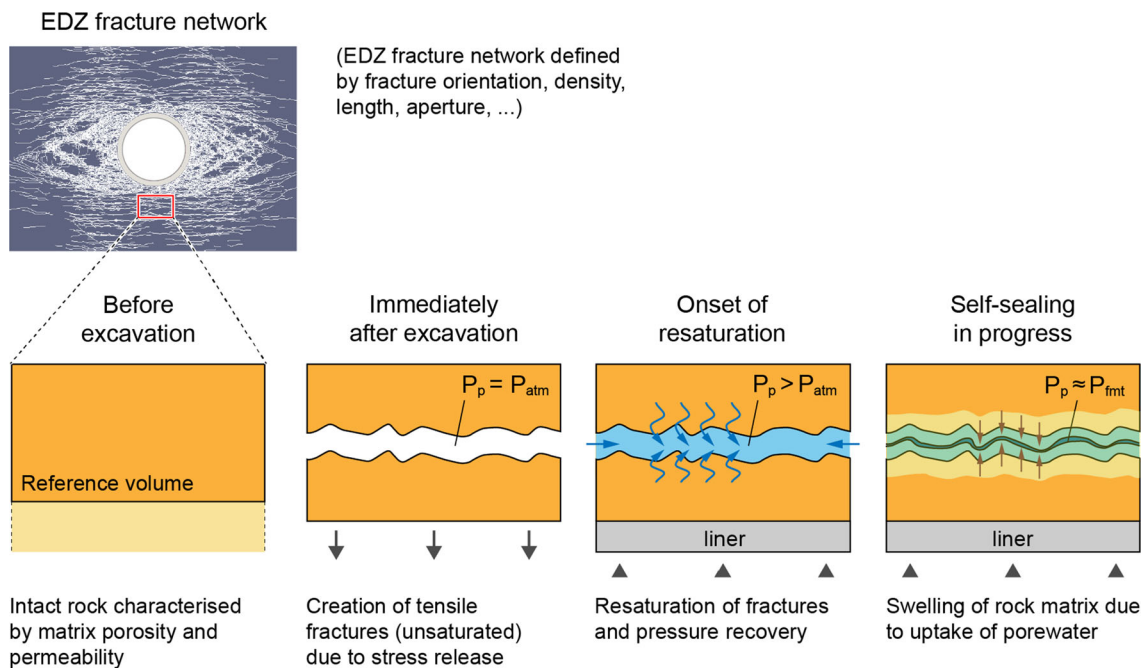 EDZ fracture network
(EDZ fracture network defined
by fracture orientation, density,
length, aperture, ...)
Before
excavation
Immediately
after excavation
Onset of
resaturation
Self-sealing
in progress
Reference volume
Pp = Patm
Pp > Patm
Pp ≈ Pfmt
liner
liner
Intact rock characterised
by matrix porosity and
permeability
Creation of tensile
fractures (unsaturated)
due to stress release
Resaturation of fractures
and pressure recovery
Swelling of rock matrix due
to uptake of porewater